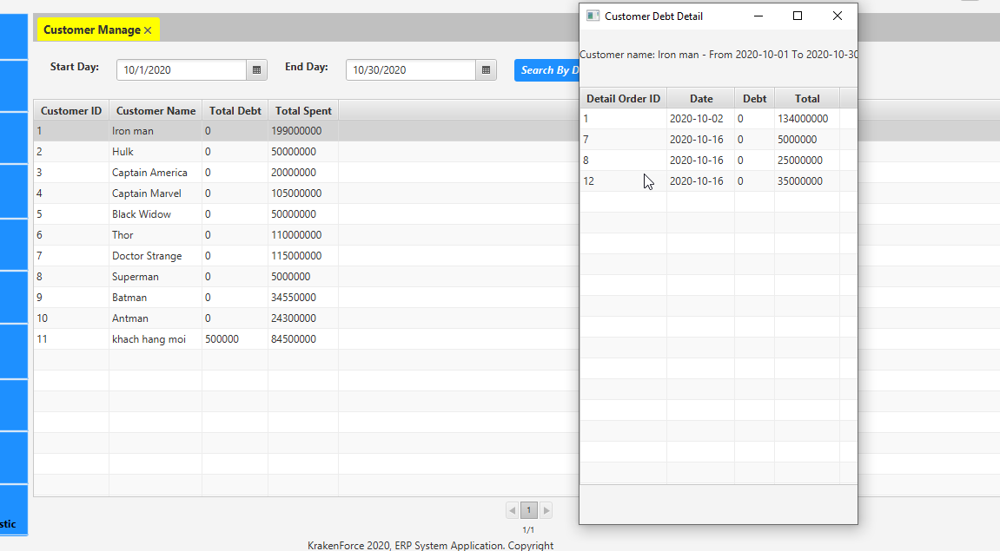 Customer Debt Detail
Customer name: Iron man - From 2020-10-01 To 2020-10-30
Detail Order ID Date Debt Total
1 2020-10-02 0 134000000
7 2020-10-16 0 5000000
8 2020-10-16 0 25000000
12 2020-10-16 0 35000000
Customer Manage ×
Start Day: 10/1/2020 End Day: 10/30/2020 Search By D
Customer ID Customer Name Total Debt Total Spent
1 Iron man 0 199000000
2 Hulk 0 50000000
3 Captain America 0 20000000
4 Captain Marvel 0 105000000
5 Black Widow 0 50000000
6 Thor 0 110000000
7 Doctor Strange 0 115000000
8 Superman 0 5000000
9 Batman 0 34550000
10 Antman 0 24300000
11 khach hang moi 500000 84500000
1
1/1
stic
KrakenForce 2020, ERP System Application. Copyright